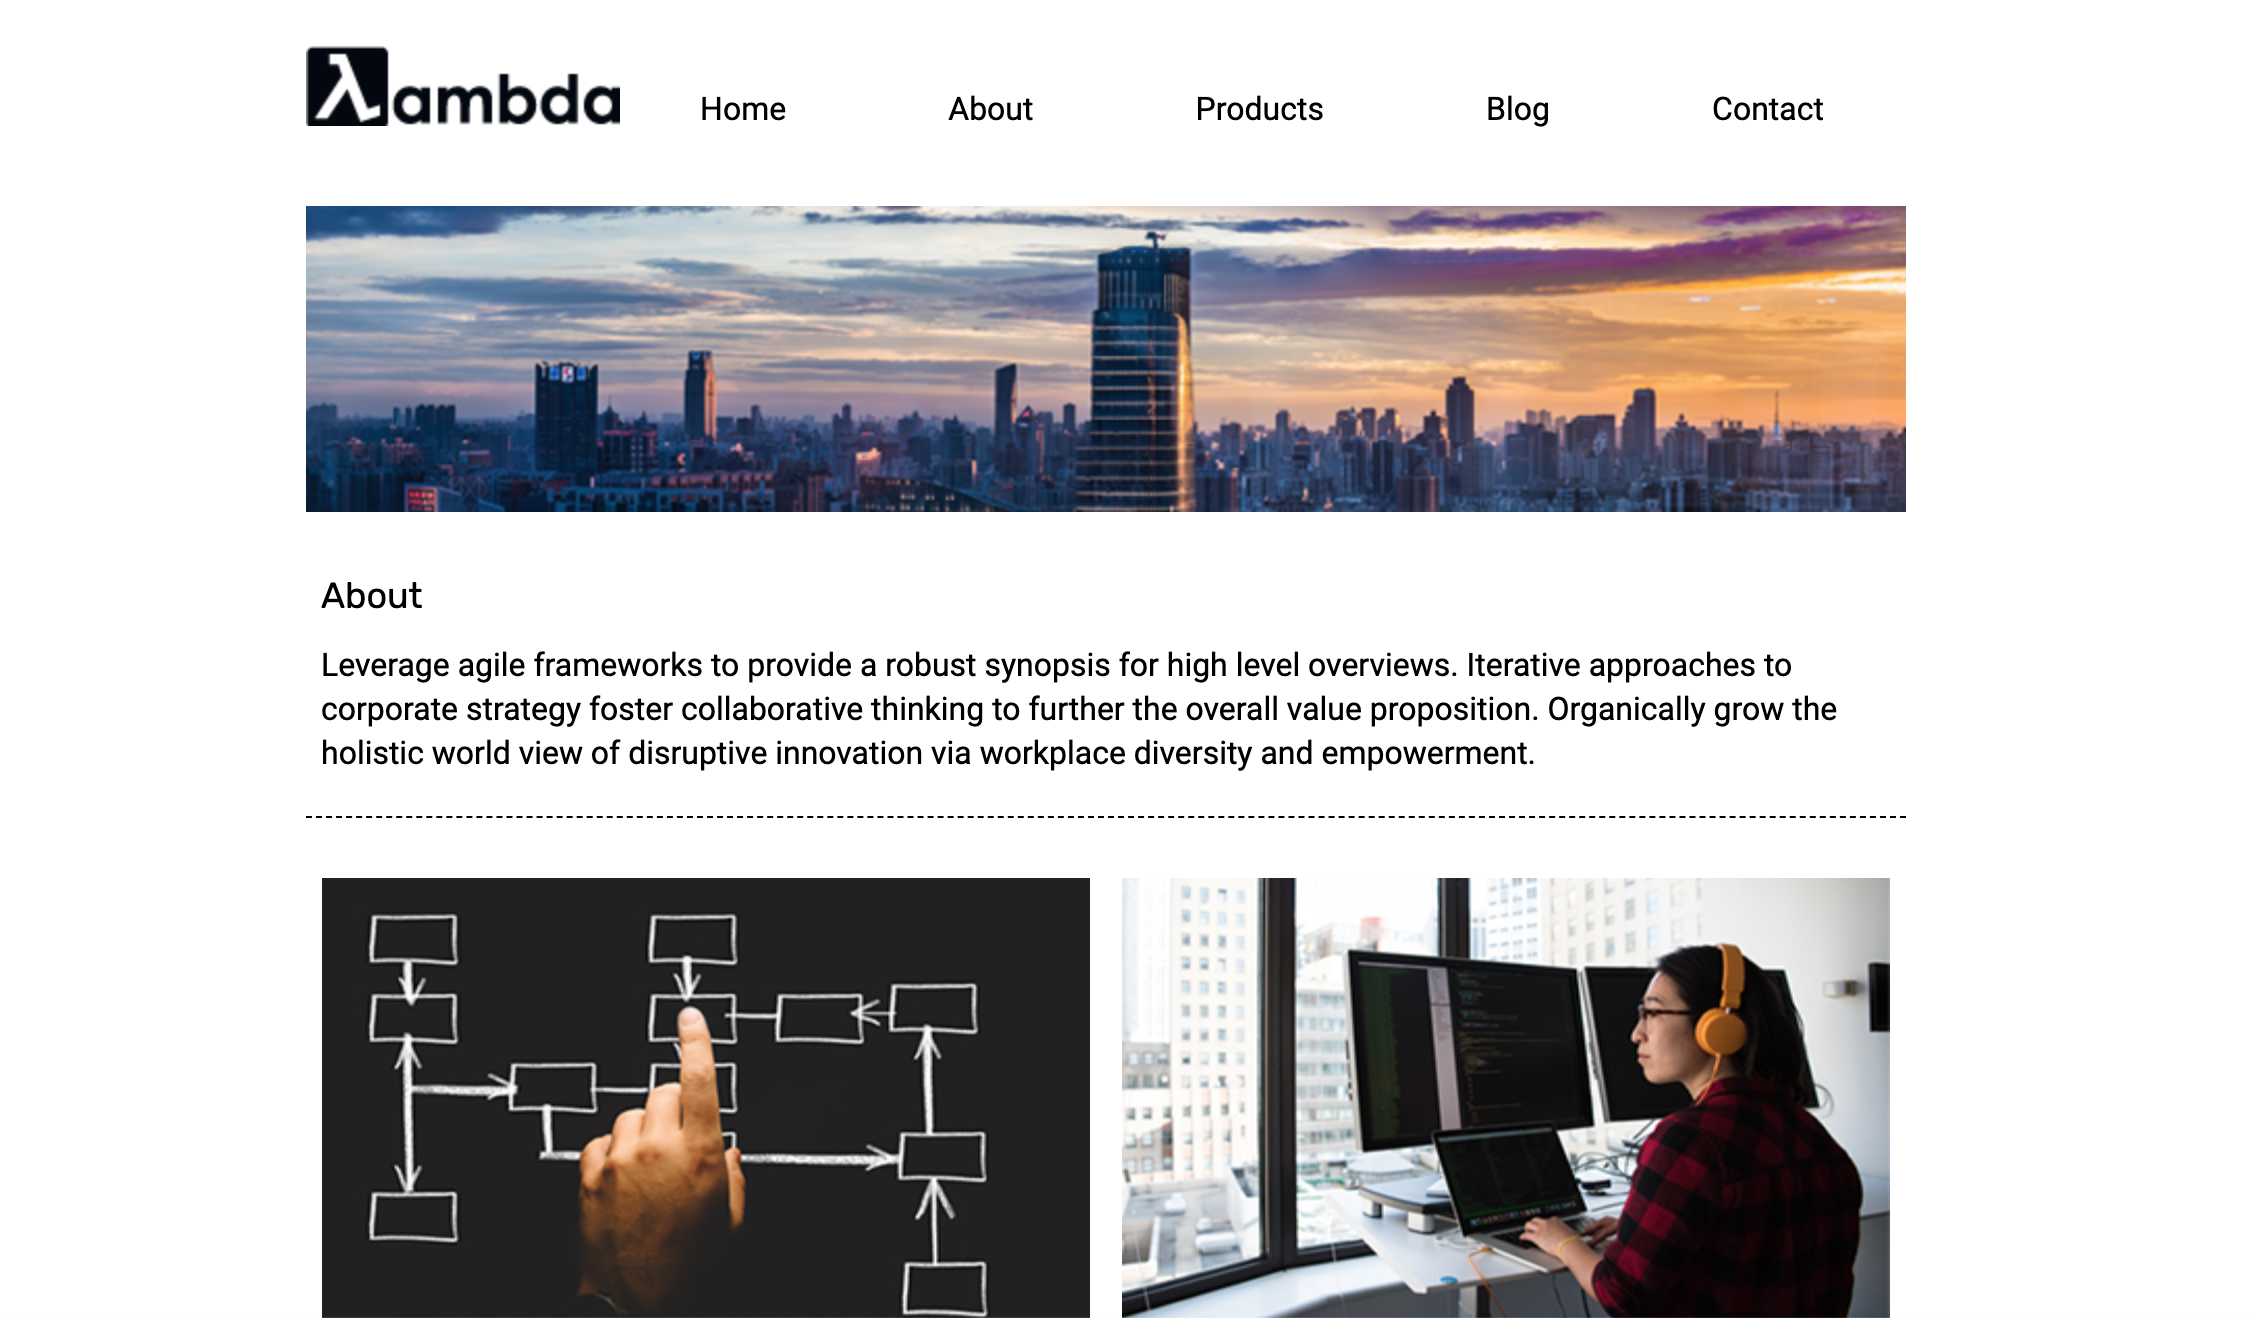 λambda
Home About Products Blog Contact
About
Leverage agile frameworks to provide a robust synopsis for high level overviews. Iterative approaches to
corporate strategy foster collaborative thinking to further the overall value proposition. Organically grow the
holistic world view of disruptive innovation via workplace diversity and empowerment.